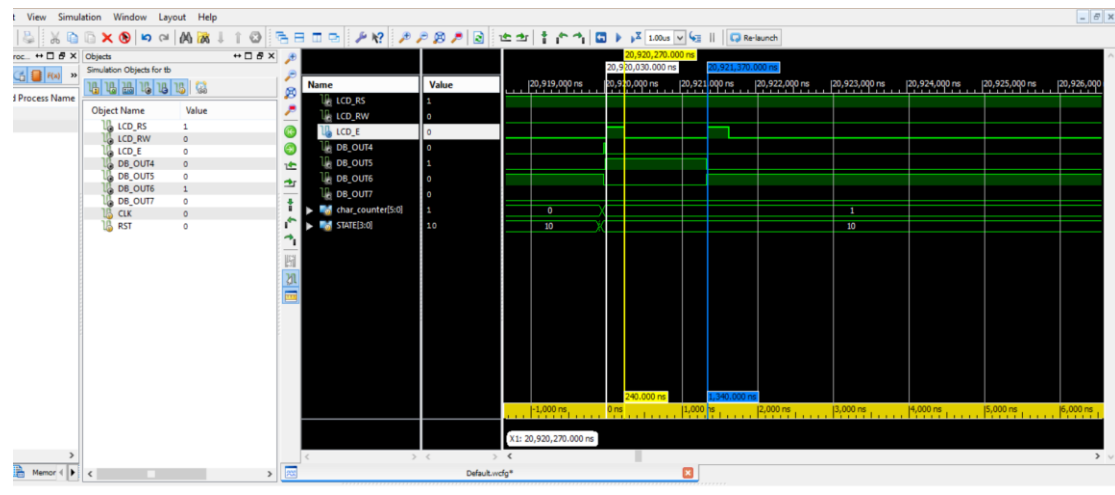 View Simulation Window Layout Help
1.00us Re-launch
Objects
Simulation Objects for tb
Process Name
Object Name Value
LCD_RS 1
LCD_RW 0
LCD_E 0
DB_OUT4 0
DB_OUT5 0
DB_OUT6 1
DB_OUT7 0
CLK 0
RST 0
Name Value
LCD_RS 1
LCD_RW 0
LCD_E 0
DB_OUT4 0
DB_OUT5 1
DB_OUT6 0
DB_OUT7 0
char_counter[5:0] 1
STATE[3:0] 10
20,920,270.000 ns
20,920,030.000 ns 20,921,370.000 ns
20,919,000 ns 20,920,000 ns 20,921,000 ns 20,922,000 ns 20,923,000 ns 20,924,000 ns 20,925,000 ns 20,926,000
0 1
10 10
240.000 ns 1,340.000 ns
-1,000 ns 0 ns 1,000 ns 2,000 ns 3,000 ns 4,000 ns 5,000 ns 6,000 ns
X1: 20,920,270.000 ns
Memor
Default.wcfg*